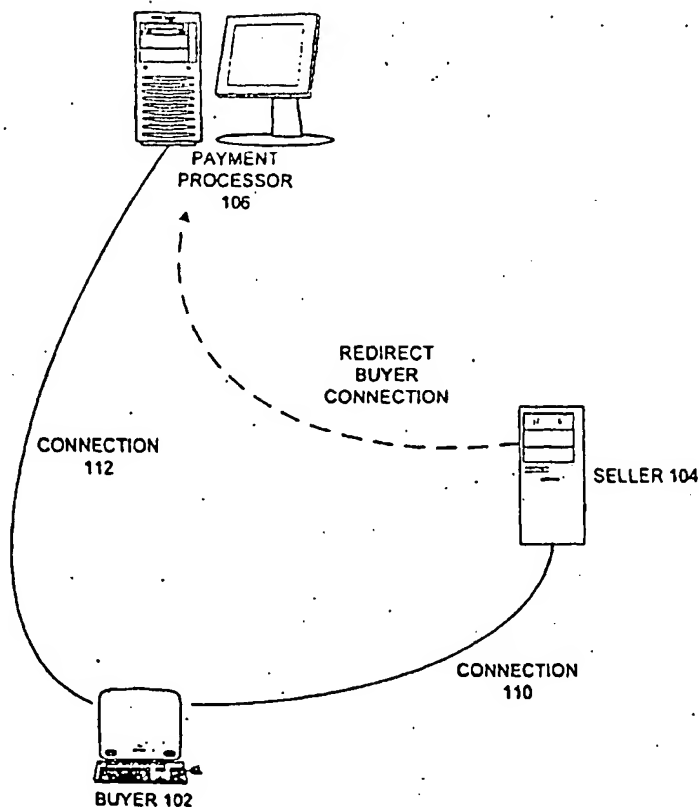 PAYMENT
PROCESSOR
106
REDIRECT
BUYER
CONNECTION
CONNECTION
112
SELLER 104
CONNECTION
110
BUYER 102